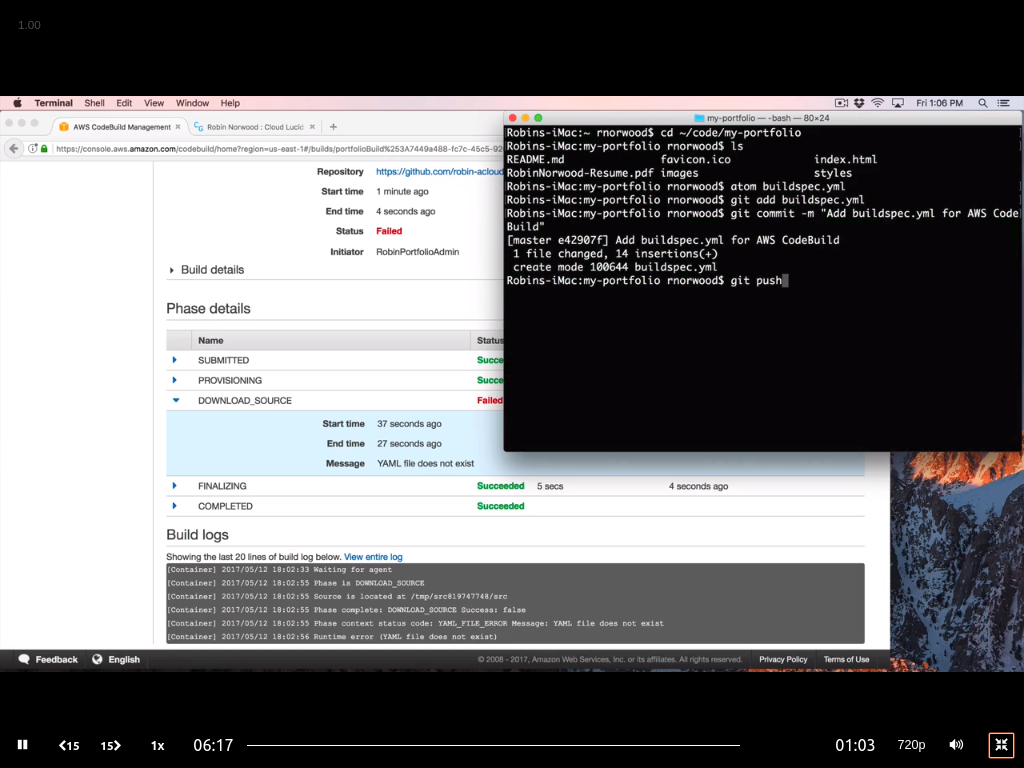 1.00
Terminal Shell Edit View Window Help
Fri 1:06 PM
AWS CodeBuild Management
Robin Norwood : Cloud Lucid
https://console.aws.amazon.com/codebuild/home?region=us-east-1#/builds/portfolioBuild%253A7449a488-fc7c-45c5-92
Repository https://github.com/robin-acloud
Start time 1 minute ago
End time 4 seconds ago
Status Failed
Initiator RobinPortfolioAdmin
Build details
Phase details
Name Status
SUBMITTED Succe
PROVISIONING Succe
DOWNLOAD_SOURCE Failed
Start time 37 seconds ago
End time 27 seconds ago
Message YAML file does not exist
FINALIZING Succeeded 5 secs 4 seconds ago
COMPLETED Succeeded
Build logs
Showing the last 20 lines of build log below. View entire log
[Container] 2017/05/12 18:02:33 Waiting for agent
[Container] 2017/05/12 18:02:55 Phase is DOWNLOAD_SOURCE
[Container] 2017/05/12 18:02:55 Source is located at /tmp/src819747748/src
[Container] 2017/05/12 18:02:55 Phase complete: DOWNLOAD_SOURCE Success: false
[Container] 2017/05/12 18:02:55 Phase context status code: YAML_FILE_ERROR Message: YAML file does not exist
[Container] 2017/05/12 18:02:56 Runtime error (YAML file does not exist)
Feedback English
© 2008 - 2017, Amazon Web Services, Inc. or its affiliates. All rights reserved. Privacy Policy Terms of Use
my-portfolio — -bash — 80×24
Robins-iMac:~ rnorwood$ cd ~/code/my-portfolio
Robins-iMac:my-portfolio rnorwood$ ls
README.md favicon.ico index.html
RobinNorwood-Resume.pdf images styles
Robins-iMac:my-portfolio rnorwood$ atom buildspec.yml
Robins-iMac:my-portfolio rnorwood$ git add buildspec.yml
Robins-iMac:my-portfolio rnorwood$ git commit -m "Add buildspec.yml for AWS Code
Build"
[master e42907f] Add buildspec.yml for AWS CodeBuild
1 file changed, 14 insertions(+)
create mode 100644 buildspec.yml
Robins-iMac:my-portfolio rnorwood$ git push
15 15 1x 06:17 01:03 720p